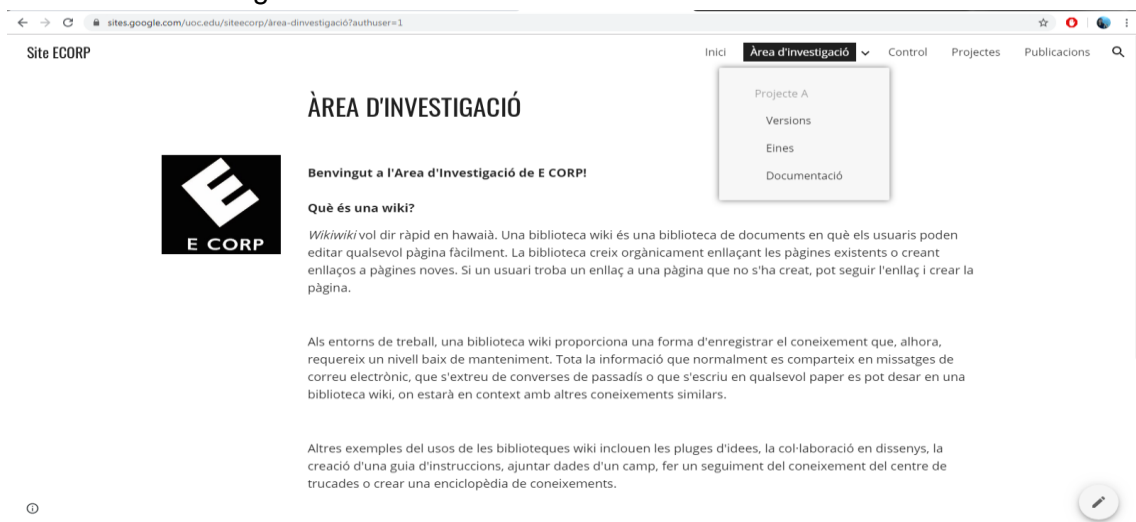 sites.google.com/uoc.edu/siteecorp/àrea-dinvestigació?authuser=1
Site ECORP
Inici Àrea d'investigació Control Projectes Publicacions
Projecte A
Versions
Eines
Documentació
ÀREA D'INVESTIGACIÓ
E CORP
Benvingut a l'Area d'Investigació de E CORP!
Què és una wiki?
Wikiwiki vol dir ràpid en hawaià. Una biblioteca wiki és una biblioteca de documents en què els usuaris poden
editar qualsevol pàgina fàcilment. La biblioteca creix orgànicament enllaçant les pàgines existents o creant
enllaços a pàgines noves. Si un usuari troba un enllaç a una pàgina que no s'ha creat, pot seguir l'enllaç i crear la
pàgina.
Als entorns de treball, una biblioteca wiki proporciona una forma d'enregistrar el coneixement que, alhora,
requereix un nivell baix de manteniment. Tota la informació que normalment es comparteix en missatges de
correu electrònic, que s'extreu de converses de passadís o que s'escriu en qualsevol paper es pot desar en una
biblioteca wiki, on estarà en context amb altres coneixements similars.
Altres exemples del usos de les biblioteques wiki inclouen les pluges d'idees, la col·laboració en dissenys, la
creació d'una guia d'instruccions, ajuntar dades d'un camp, fer un seguiment del coneixement del centre de
trucades o crear una enciclopèdia de coneixements.